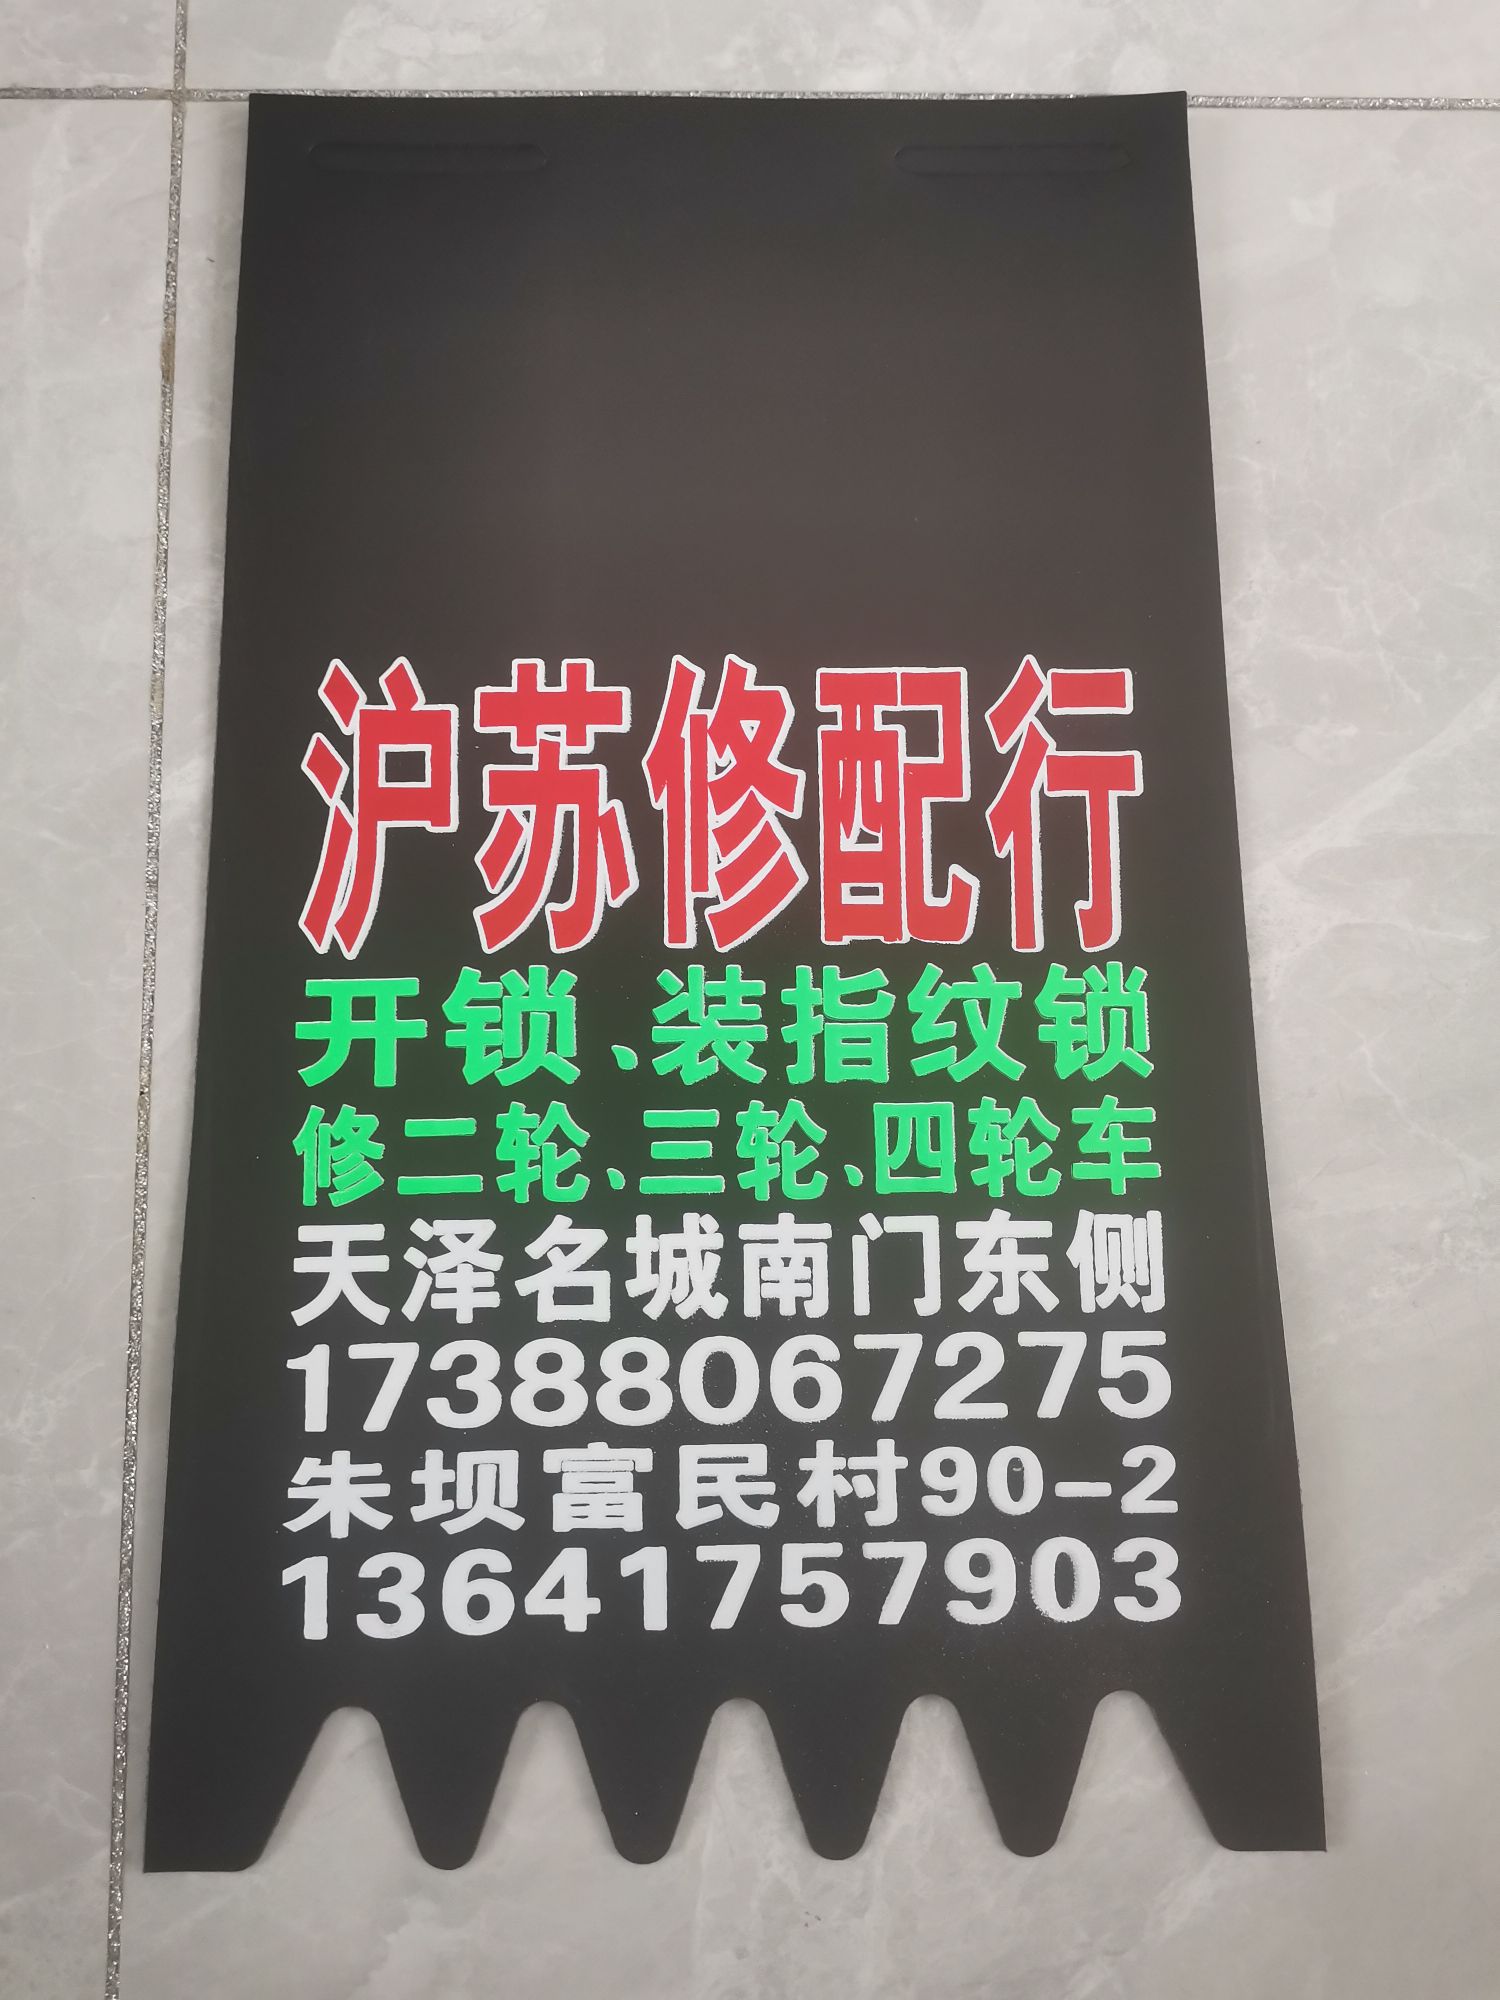 沪苏修配行
开锁、装指纹锁
修二轮、三轮、四轮车
天泽名城南门东侧
17388067275
朱坝富民村90-2
13641757903